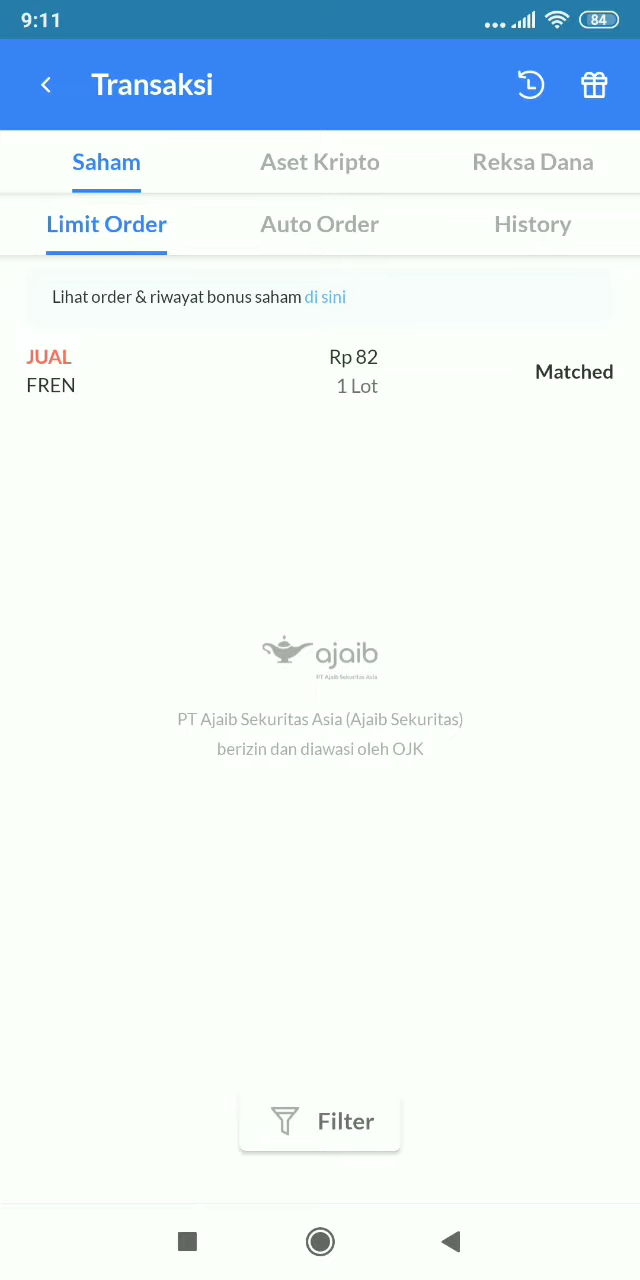 9:11
84
Transaksi
Saham
Aset Kripto
Reksa Dana
Limit Order
Auto Order
History
Lihat order & riwayat bonus saham di sini
JUAL
Rp 82
Matched
FREN
1 Lot
ajaib
PT Ajaib Sekuritas Asia
PT Ajaib Sekuritas Asia (Ajaib Sekuritas)
berizin dan diawasi oleh OJK
Filter